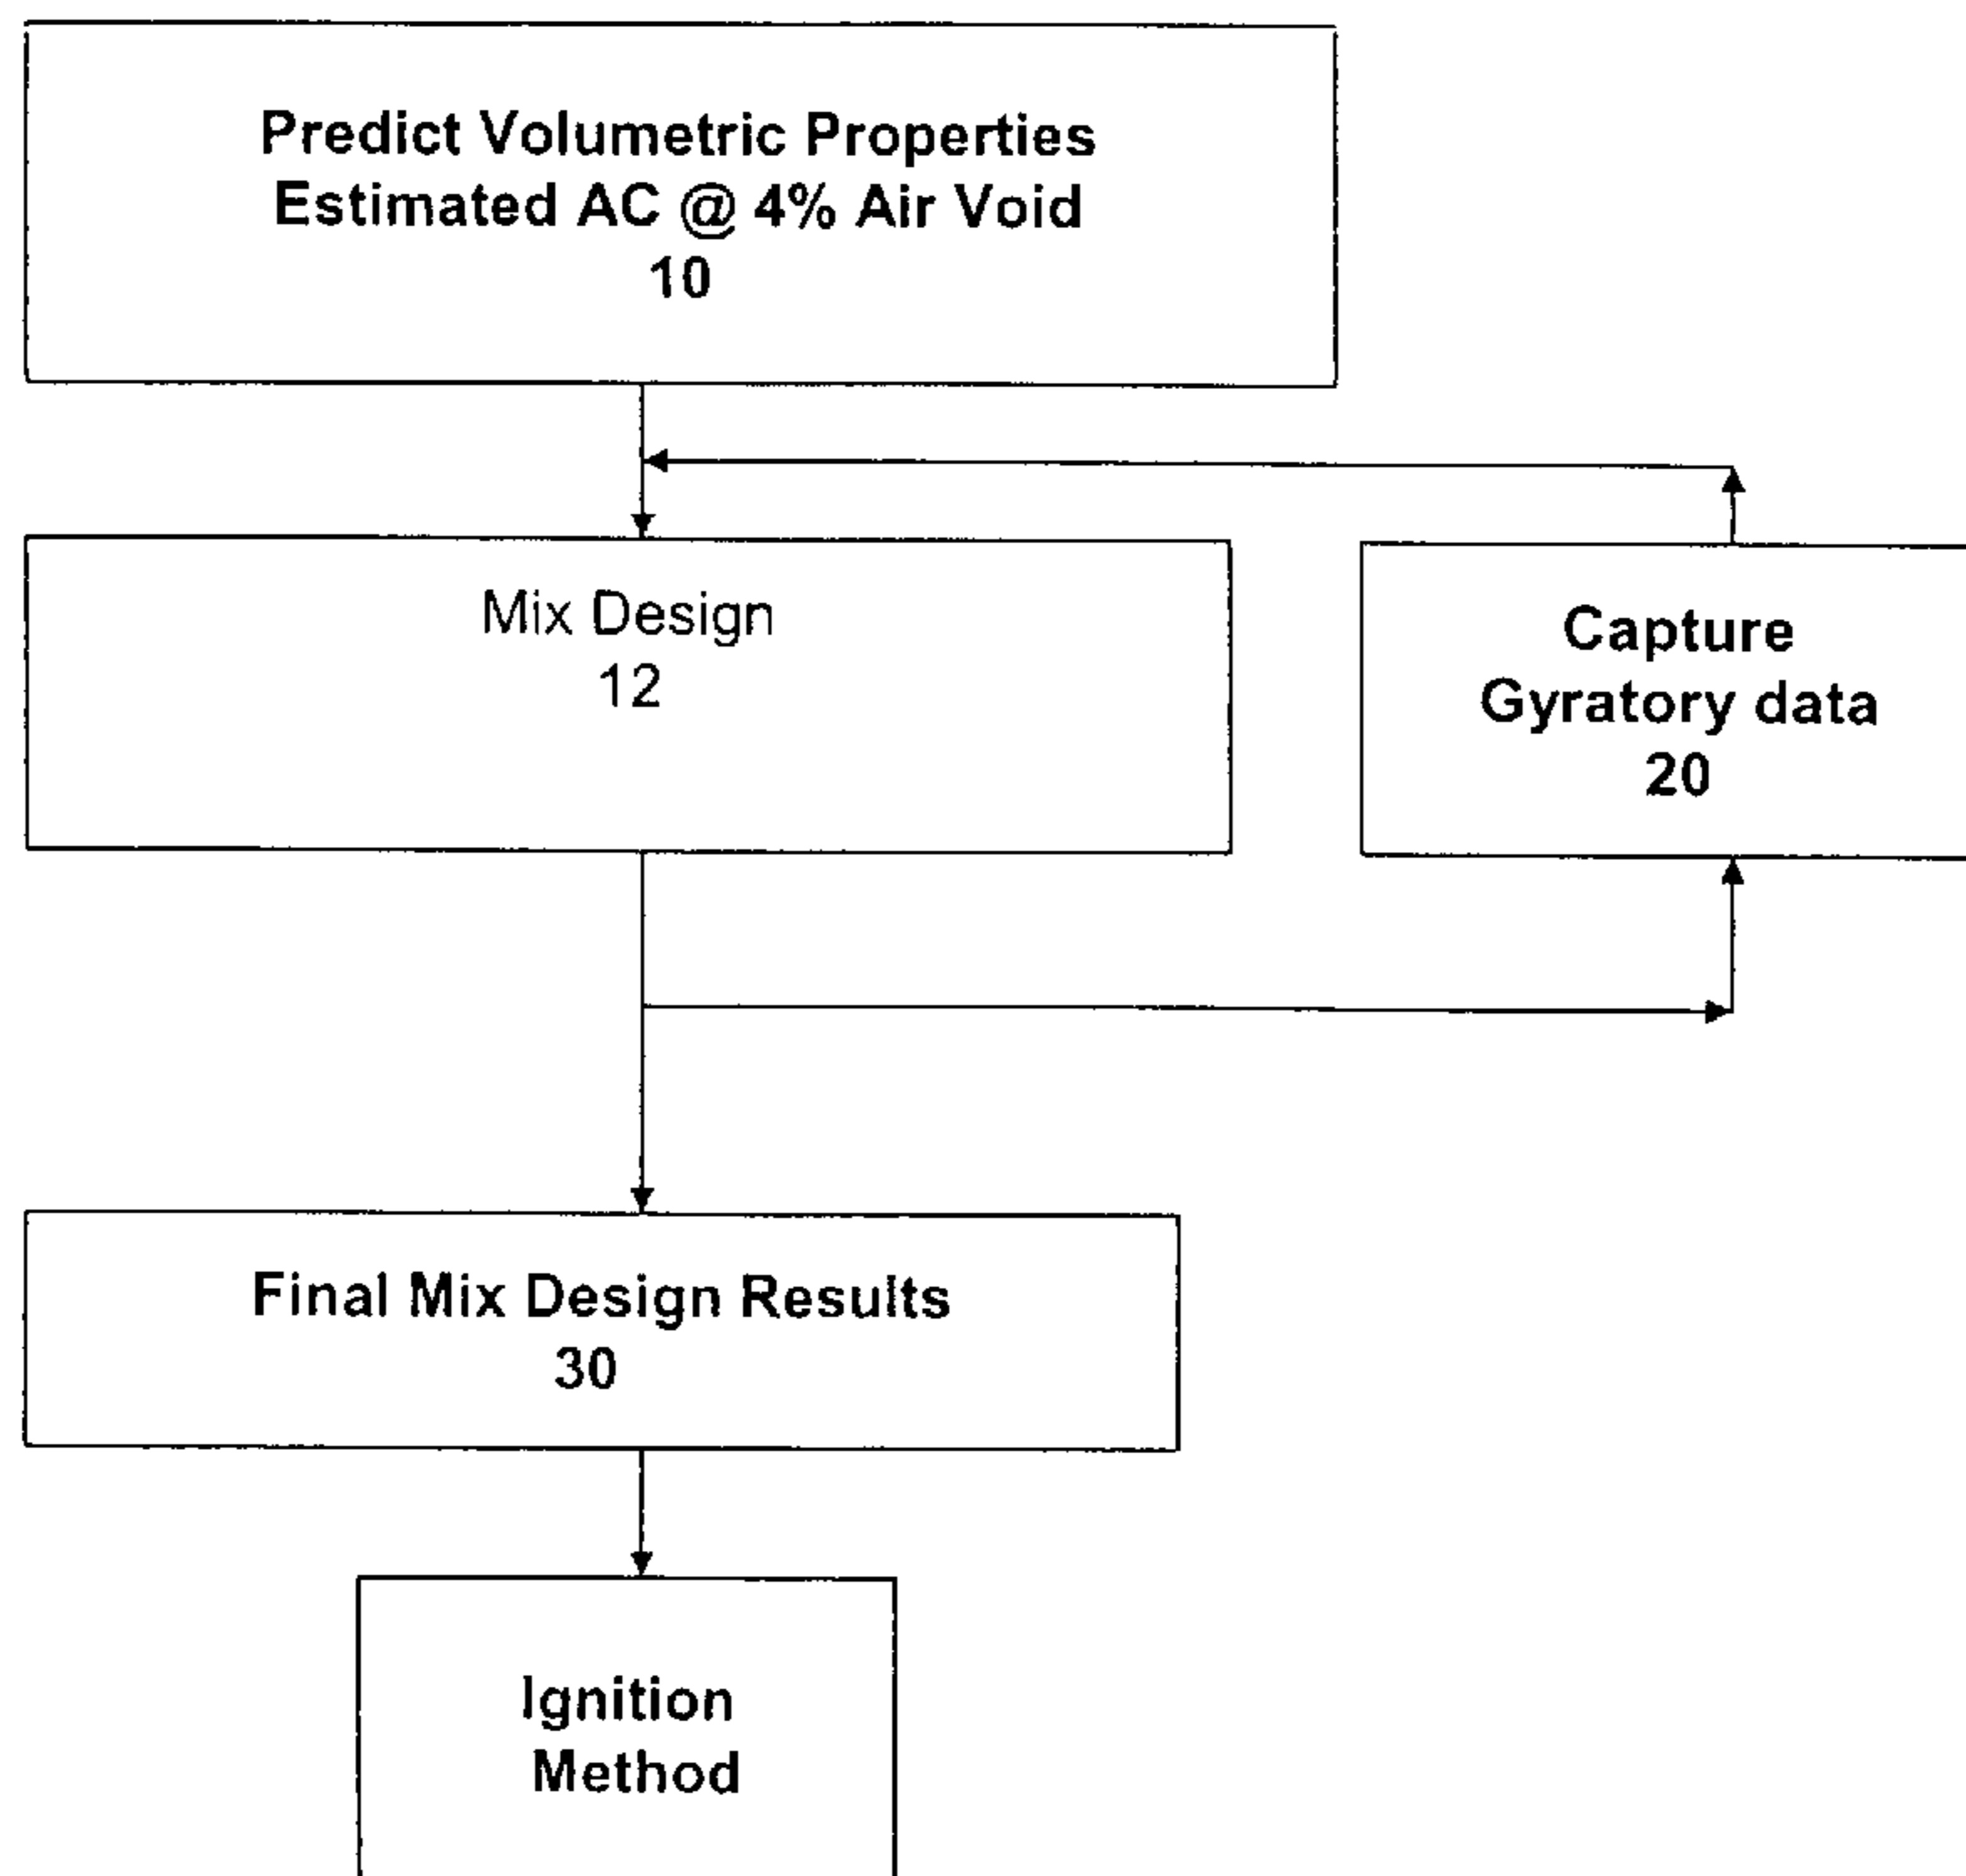 Predict Volumetric Properties
Estimated AC @ 4% Air Void
10
Mix Design
12
Capture
Gyratory data
20
Final Mix Design Results
30
Ignition
Method